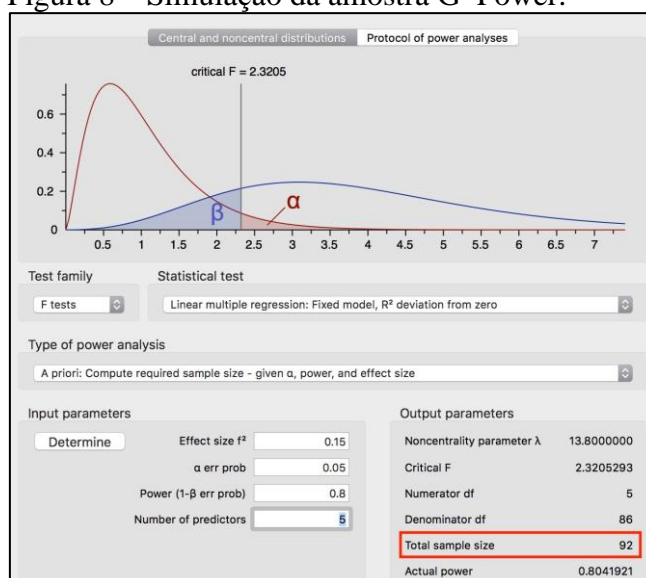 Figura 8 – Simulação da amostra G*Power.
Central and noncentral distributions Protocol of power analyses
critical F = 2.3205
0.6
0.4
0.2
0
β
α
0.5 1 1.5 2 2.5 3 3.5 4 4.5 5 5.5 6 6.5 7
Test family Statistical test
F tests Linear multiple regression: Fixed model, R² deviation from zero
Type of power analysis
A priori: Compute required sample size - given α, power, and effect size
Input parameters Output parameters
Determine Effect size f² 0.15 Noncentrality parameter λ 13.8000000
α err prob 0.05 Critical F 2.3205293
Power (1-β err prob) 0.8 Numerator df 5
Number of predictors 5 Denominator df 86
Total sample size 92
Actual power 0.8041921